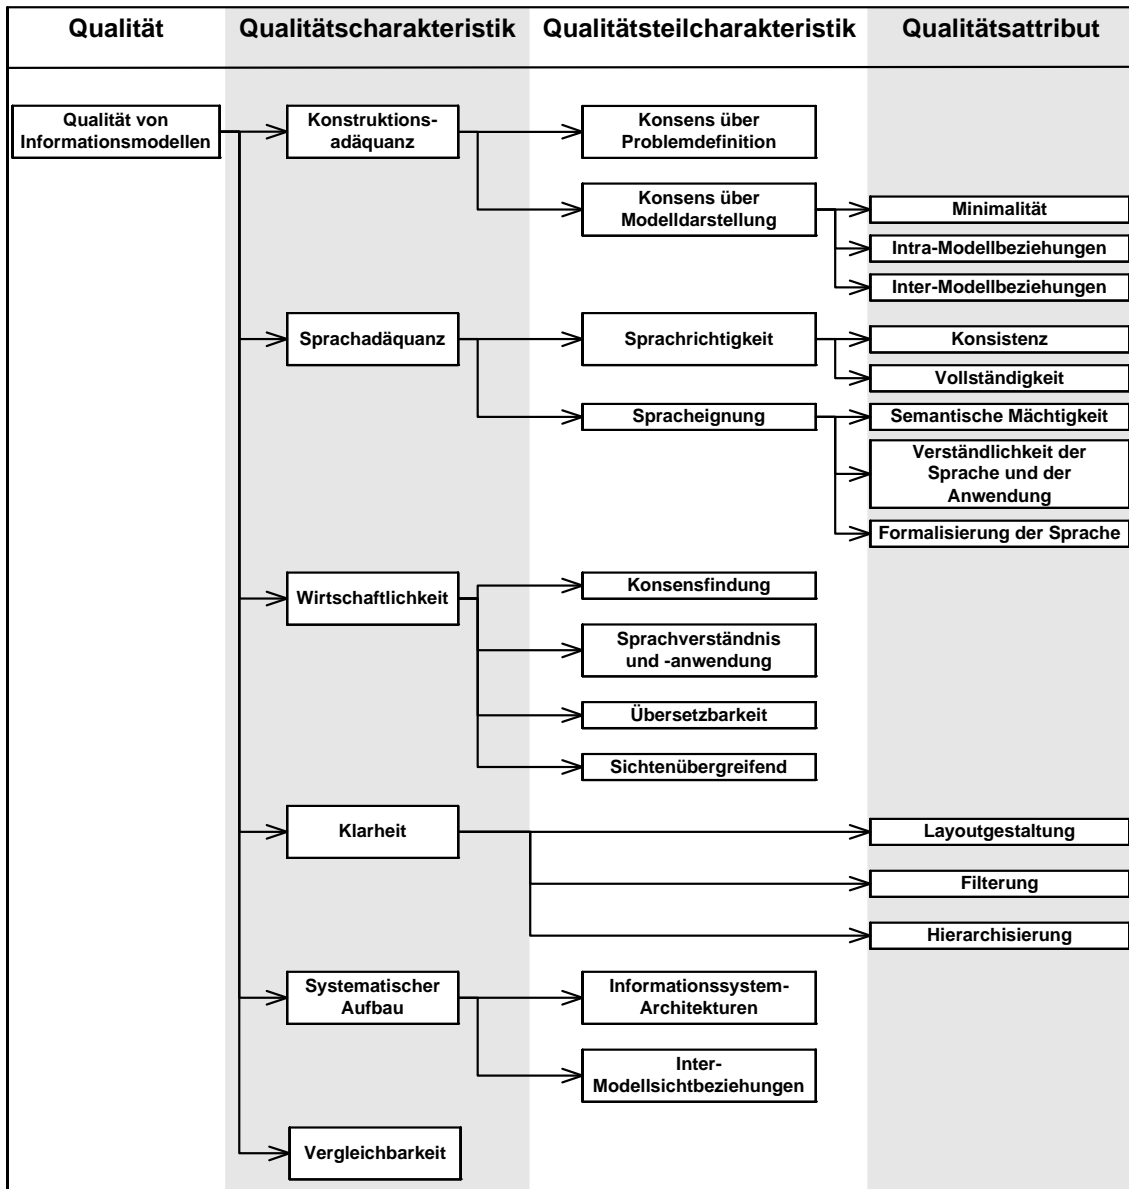 Qualität
Qualitätscharakteristik
Qualitätsteilcharakteristik
Qualitätsattribut
Qualität von
Informationsmodellen
Konstruktions-
adäquanz
Konsens über
Problemdefinition
Konsens über
Modelldarstellung
Minimalität
Intra-Modellbeziehungen
Inter-Modellbeziehungen
Sprachadäquanz
Sprachrichtigkeit
Konsistenz
Vollständigkeit
Spracheignung
Semantische Mächtigkeit
Verständlichkeit der
Sprache und der
Anwendung
Formalisierung der Sprache
Wirtschaftlichkeit
Konsensfindung
Sprachverständnis
und -anwendung
Übersetzbarkeit
Sichtenübergreifend
Klarheit
Layoutgestaltung
Filterung
Hierarchisierung
Systematischer
Aufbau
Informationssystem-
Architekturen
Inter-
Modellsichtbeziehungen
Vergleichbarkeit